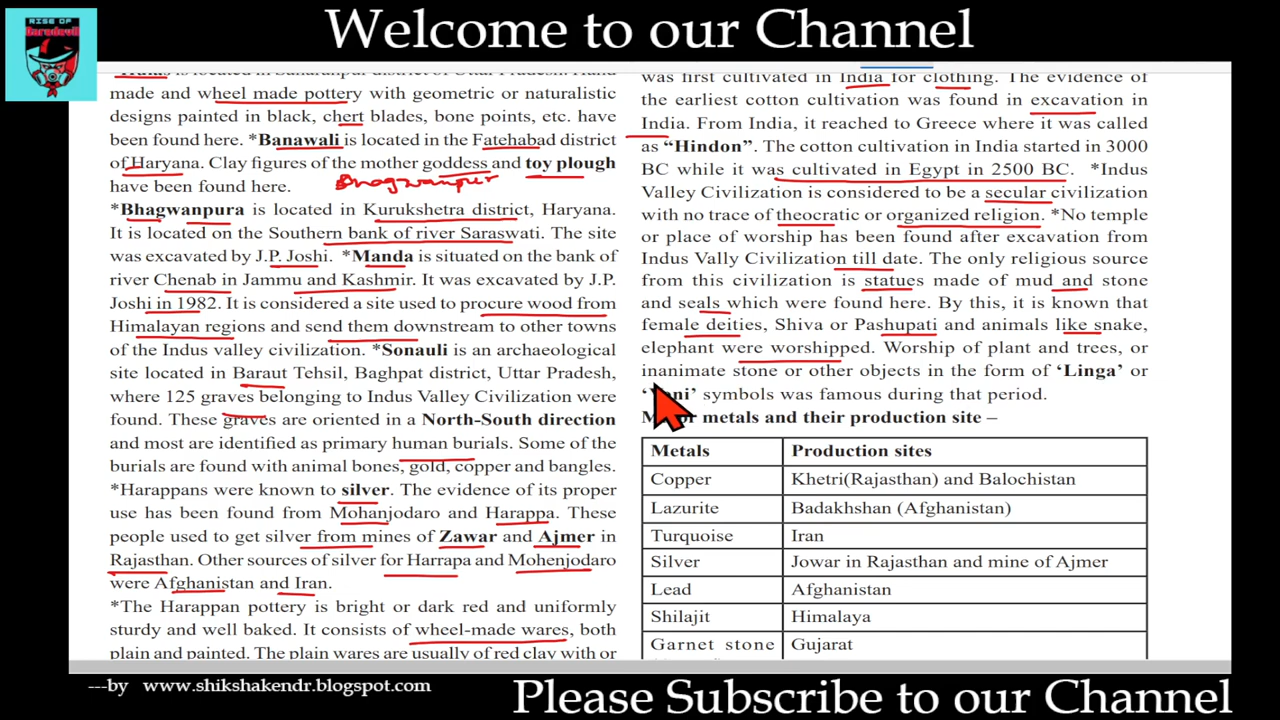 RISE OF
Daredevil
Welcome to our Channel
*Hulas is located in Saharanpur district of Uttar Pradesh. Hand
made and wheel made pottery with geometric or naturalistic
designs painted in black, chert blades, bone points, etc. have
been found here. *Banawali is located in the Fatehabad district
of Haryana. Clay figures of the mother goddess and toy plough
have been found here.
Bhagwanpur
*Bhagwanpura is located in Kurukshetra district, Haryana.
It is located on the Southern bank of river Saraswati. The site
was excavated by J.P. Joshi. *Manda is situated on the bank of
river Chenab in Jammu and Kashmir. It was excavated by J.P.
Joshi in 1982. It is considered a site used to procure wood from
Himalayan regions and send them downstream to other towns
of the Indus valley civilization. *Sonauli is an archaeological
site located in Baraut Tehsil, Baghpat district, Uttar Pradesh,
where 125 graves belonging to Indus Valley Civilization were
found. These graves are oriented in a North-South direction
and most are identified as primary human burials. Some of the
burials are found with animal bones, gold, copper and bangles.
*Harappans were known to silver. The evidence of its proper
use has been found from Mohanjodaro and Harappa. These
people used to get silver from mines of Zawar and Ajmer in
Rajasthan. Other sources of silver for Harrapa and Mohenjodaro
were Afghanistan and Iran.
*The Harappan pottery is bright or dark red and uniformly
sturdy and well baked. It consists of wheel-made wares, both
plain and painted. The plain wares are usually of red clay with or
was first cultivated in India for clothing. The evidence of
the earliest cotton cultivation was found in excavation in
India. From India, it reached to Greece where it was called
as “Hindon”. The cotton cultivation in India started in 3000
BC while it was cultivated in Egypt in 2500 BC. *Indus
Valley Civilization is considered to be a secular civilization
with no trace of theocratic or organized religion. *No temple
or place of worship has been found after excavation from
Indus Vally Civilization till date. The only religious source
from this civilization is statues made of mud and stone
and seals which were found here. By this, it is known that
female deities, Shiva or Pashupati and animals like snake,
elephant were worshipped. Worship of plant and trees, or
inanimate stone or other objects in the form of ‘Linga’ or
symbols was famous during that period.
metals and their production site –
Metals Production sites
Copper Khetri(Rajasthan) and Balochistan
Lazurite Badakhshan (Afghanistan)
Turquoise Iran
Silver Jowar in Rajasthan and mine of Ajmer
Lead Afghanistan
Shilajit Himalaya
Garnet stone Gujarat
---by www.shikshakendr.blogspot.com
Please Subscribe to our Channel